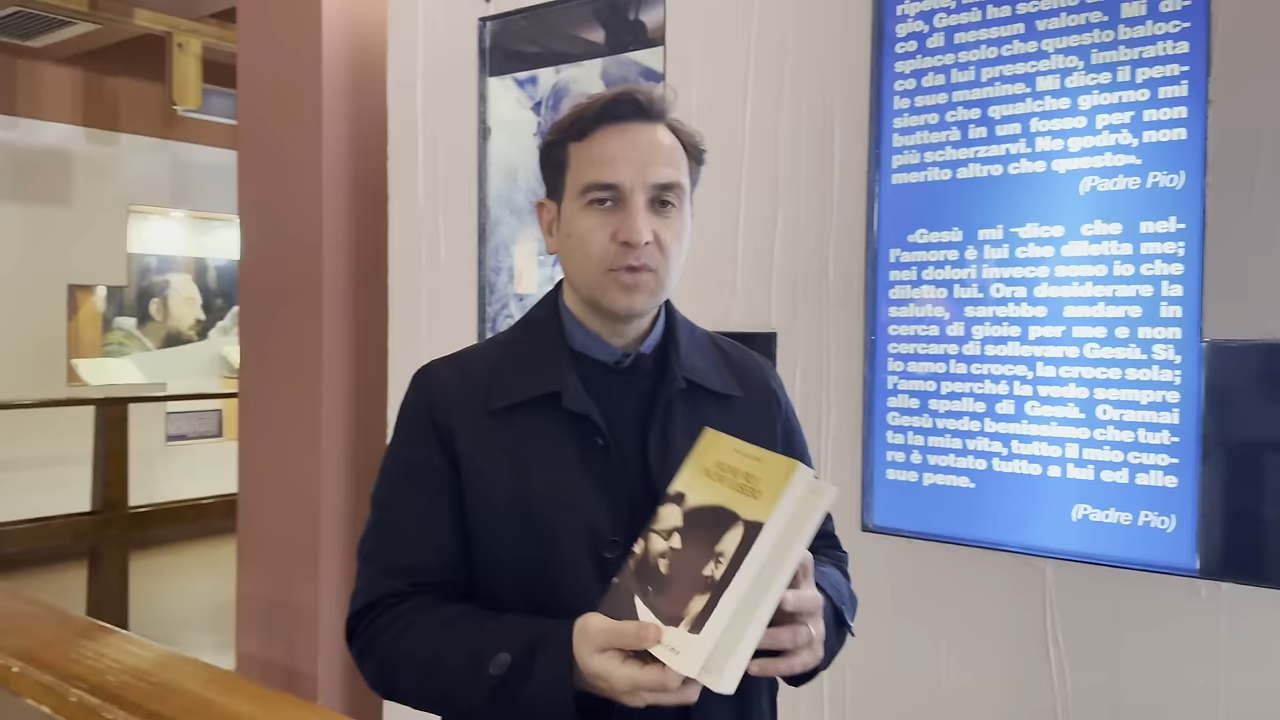 ripete,
gio, Gesù ha scelto
co di nessun valore. Mi di-
spiace solo che questo baloc-
co da lui prescelto, imbratta
le sue manine. Mi dice il pen-
siero che qualche giorno mi
butterà in un fosso per non
più scherzarvi. Ne godrò, non
merito altro che questo».
(Padre Pio)
«Gesù mi dice che nel-
l'amore è lui che diletta me;
nei dolori invece sono io che
diletto lui. Ora desiderare la
salute, sarebbe andare in
cerca di gioie per me e non
cercare di sollevare Gesù. Sì,
io amo la croce, la croce sola;
l'amo perché la vedo sempre
alle spalle di Gesù. Oramai
Gesù vede benissimo che tut-
ta la mia vita, tutto il mio cuo-
re è votato tutto a lui ed alle
sue pene.
(Padre Pio)